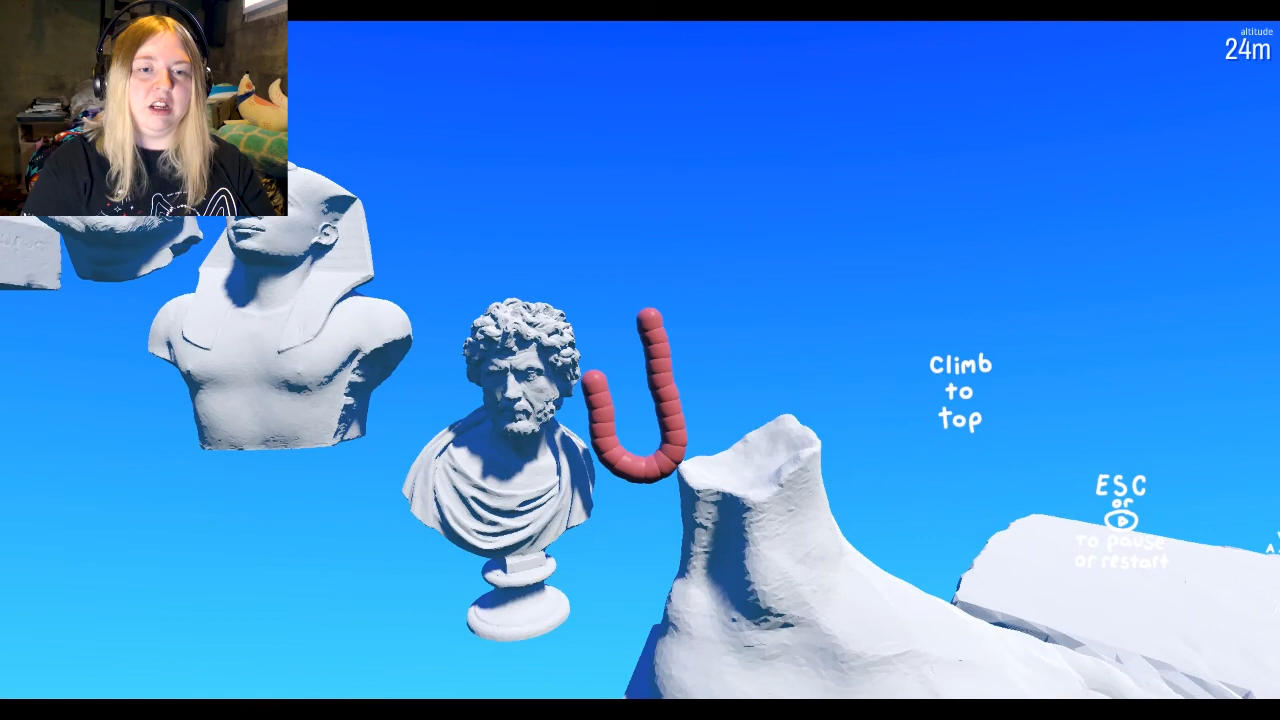 altitude
24m
Climb
to
top
ESC
or
to pause
or restart